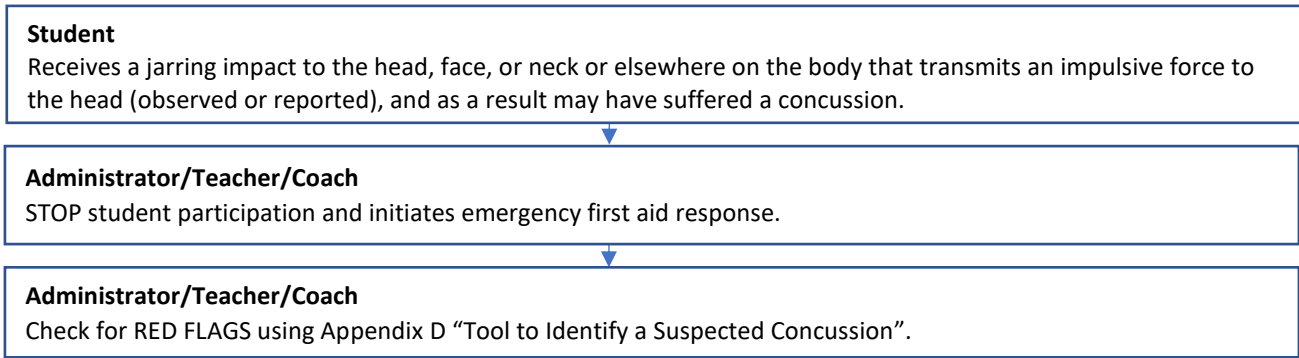 Student
Receives a jarring impact to the head, face, or neck or elsewhere on the body that transmits an impulsive force to
the head (observed or reported), and as a result may have suffered a concussion.
Administrator/Teacher/Coach
STOP student participation and initiates emergency first aid response.
Administrator/Teacher/Coach
Check for RED FLAGS using Appendix D “Tool to Identify a Suspected Concussion”.